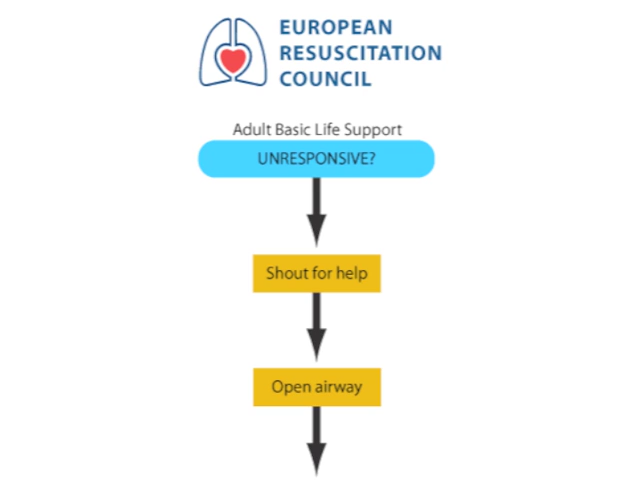 EUROPEAN
RESUSCITATION
COUNCIL
Adult Basic Life Support
UNRESPONSIVE?
Shout for help
Open airway